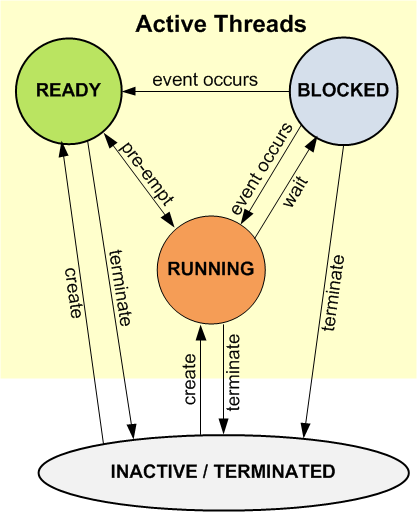 Active Threads
event occurs
READY
BLOCKED
pre-empt
event occurs
wait
RUNNING
create
terminate
terminate
create
terminate
INACTIVE / TERMINATED